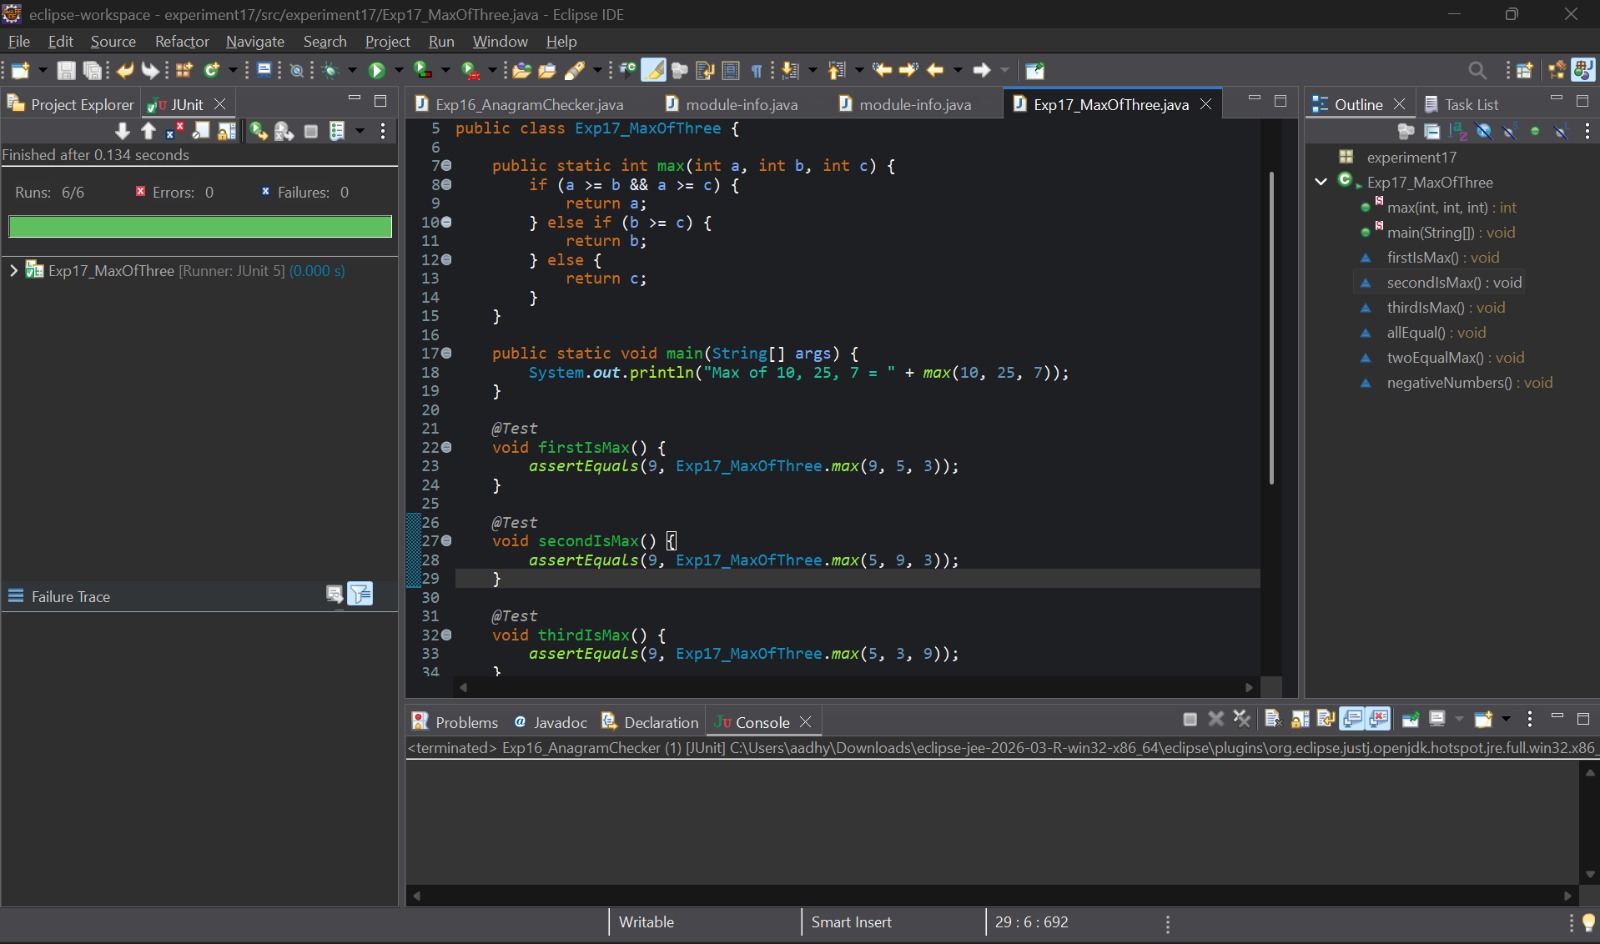 eclipse-workspace - experiment17/src/experiment17/Exp17_MaxOfThree.java - Eclipse IDE
File Edit Source Refactor Navigate Search Project Run Window Help
Project Explorer JUnit
Finished after 0.134 seconds
Runs: 6/6 Errors: 0 Failures: 0
Exp17_MaxOfThree [Runner: JUnit 5] (0.000 s)
Failure Trace
Exp16_AnagramChecker.java module-info.java module-info.java Exp17_MaxOfThree.java
5 public class Exp17_MaxOfThree {
6
7 public static int max(int a, int b, int c) {
8 if (a >= b && a >= c) {
9 return a;
10 } else if (b >= c) {
11 return b;
12 } else {
13 return c;
14 }
15 }
16
17 public static void main(String[] args) {
18 System.out.println("Max of 10, 25, 7 = " + max(10, 25, 7));
19 }
20
21 @Test
22 void firstIsMax() {
23 assertEquals(9, Exp17_MaxOfThree.max(9, 5, 3));
24 }
25
26 @Test
27 void secondIsMax() {
28 assertEquals(9, Exp17_MaxOfThree.max(5, 9, 3));
29 }
30
31 @Test
32 void thirdIsMax() {
33 assertEquals(9, Exp17_MaxOfThree.max(5, 3, 9));
34 }
Outline Task List
experiment17
Exp17_MaxOfThree
max(int, int, int) : int
main(String[]) : void
firstIsMax() : void
secondIsMax() : void
thirdIsMax() : void
allEqual() : void
twoEqualMax() : void
negativeNumbers() : void
Problems Javadoc Declaration Console
<terminated> Exp16_AnagramChecker (1) [JUnit] C:\Users\aadhy\Downloads\eclipse-jee-2026-03-R-win32-x86_64\eclipse\plugins\org.eclipse.justj.openjdk.hotspot.jre.full.win32.x86_
Writable Smart Insert 29 : 6 : 692